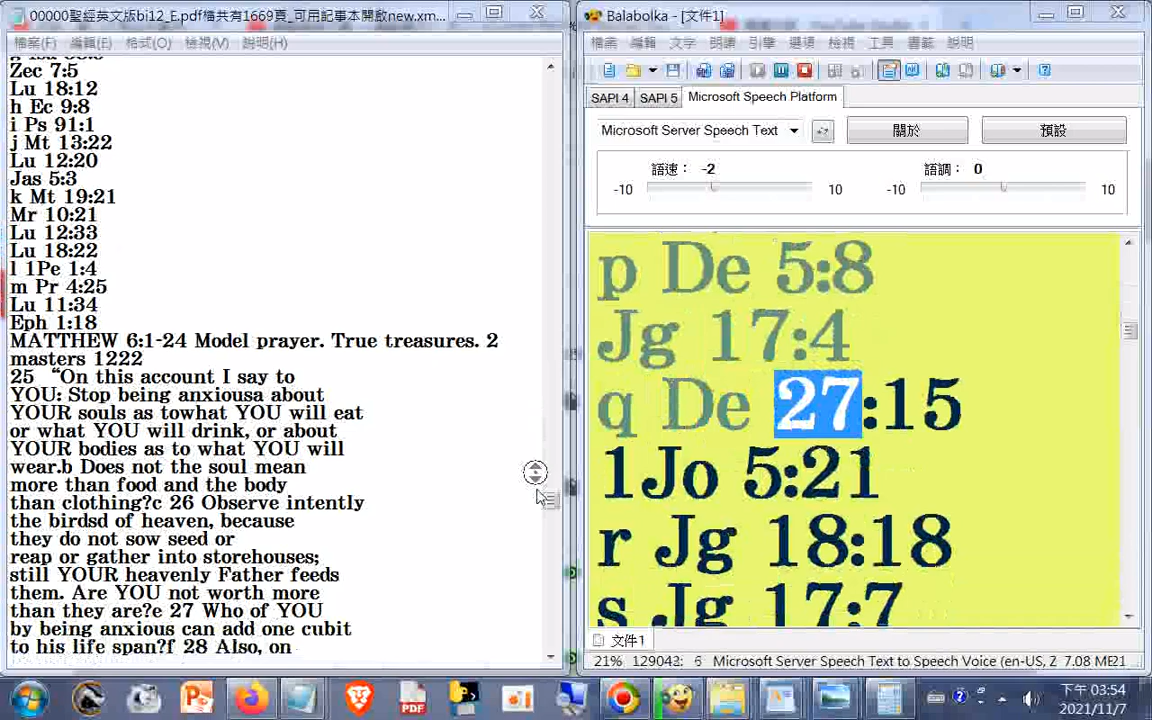 00000聖經英文版bi12_E.pdf檔共有1669頁_可用記事本開啟new.xm...
檔案(F) 編輯(E) 格式(O) 檢視(V) 說明(H)
Zec 7:5
Lu 18:12
h Ec 9:8
i Ps 91:1
j Mt 13:22
Lu 12:20
Jas 5:3
k Mt 19:21
Mr 10:21
Lu 12:33
Lu 18:22
l 1Pe 1:4
m Pr 4:25
Lu 11:34
Eph 1:18
MATTHEW 6:1-24 Model prayer. True treasures. 2
masters 1222
25 “On this account I say to
YOU: Stop being anxiousa about
YOUR souls as towhat YOU will eat
or what YOU will drink, or about
YOUR bodies as to what YOU will
wear.b Does not the soul mean
more than food and the body
than clothing?c 26 Observe intently
the birdsd of heaven, because
they do not sow seed or
reap or gather into storehouses;
still YOUR heavenly Father feeds
them. Are YOU not worth more
than they are?e 27 Who of YOU
by being anxious can add one cubit
to his life span?f 28 Also, on
Balabolka - [文件1]
檔案 編輯 文字 朗讀 引擎 選項 檢視 工具 書籤 說明
SAPI 4 SAPI 5 Microsoft Speech Platform
Microsoft Server Speech Text 關於 預設
語速: -2 語調: 0
-10 10 -10 10
p De 5:8
Jg 17:4
q De 27:15
1Jo 5:21
r Jg 18:18
s Jg 17:7
文件1
21% 129042: 6 Microsoft Server Speech Text to Speech Voice (en-US, Z 7.08 ME21
下午 03:54
2021/11/7